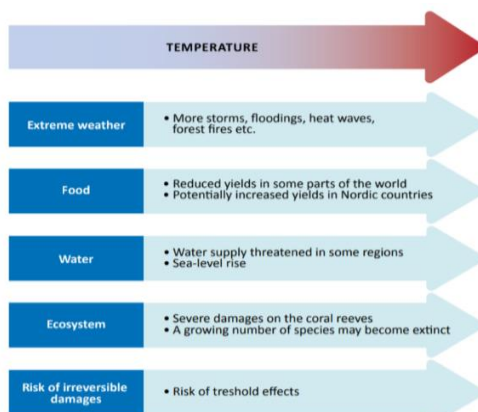 TEMPERATURE
Extreme weather
• More storms, floodings, heat waves,
forest fires etc.
Food
• Reduced yields in some parts of the world
• Potentially increased yields in Nordic countries
Water
• Water supply threatened in some regions
• Sea-level rise
Ecosystem
• Severe damages on the coral reeves
• A growing number of species may become extinct
Risk of irreversible
damages
• Risk of treshold effects